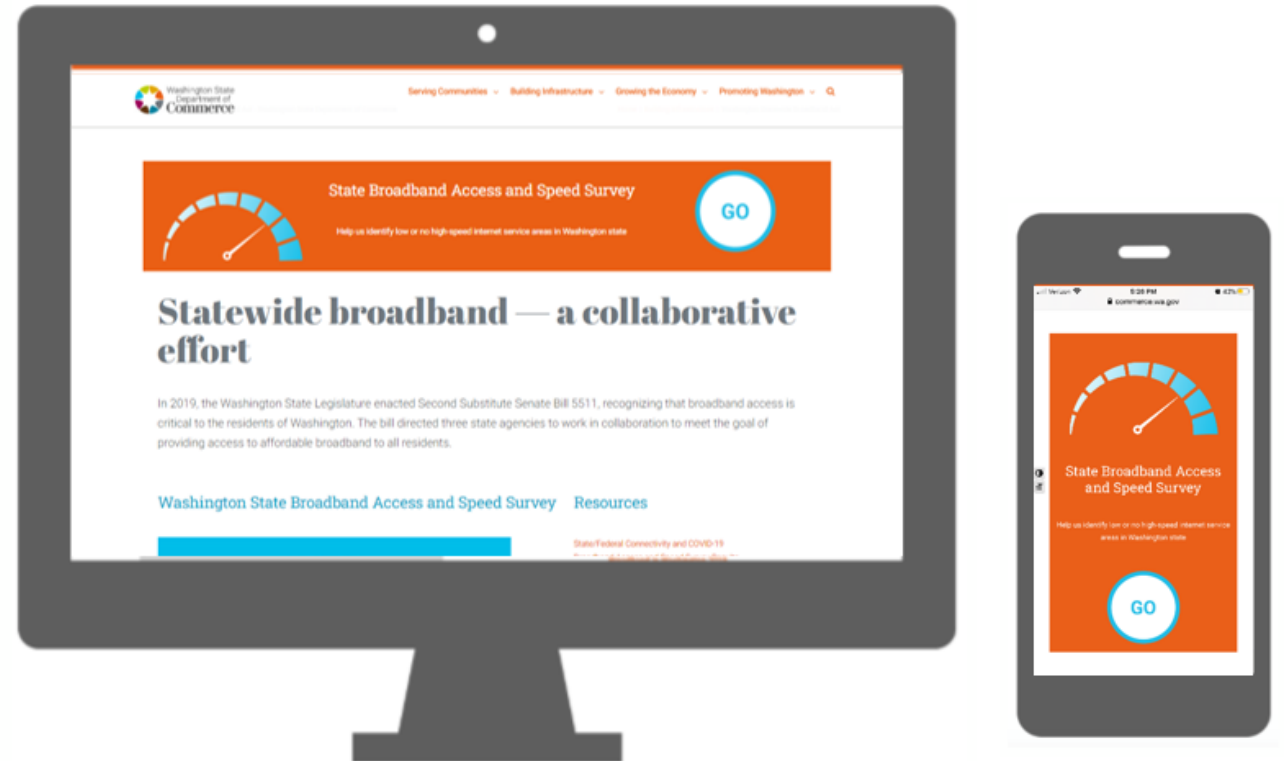 Washington State
Department of
Commerce
Serving Communities
Building Infrastructure
Growing the Economy
Promoting Washington
State Broadband Access and Speed Survey
GO
Help us identify low or no high-speed internet service areas in Washington state
Statewide broadband — a collaborative
effort
In 2019, the Washington State Legislature enacted Second Substitute Senate Bill 5511, recognizing that broadband access is
critical to the residents of Washington. The bill directed three state agencies to work in collaboration to meet the goal of
providing access to affordable broadband to all residents.
Washington State Broadband Access and Speed Survey
Resources
State/Federal Connectivity and COVID-19
Verizon
5:28 PM
42%
commerce.wa.gov
State Broadband Access
and Speed Survey
Help us identify low or no high-speed internet service
areas in Washington state
GO